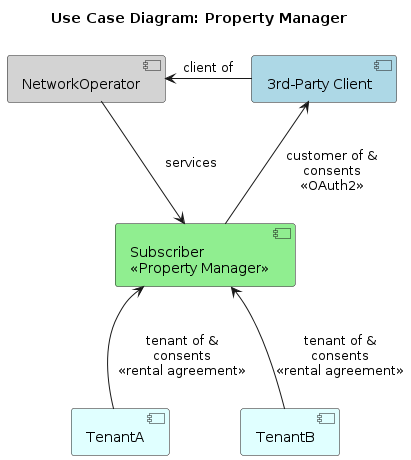 Use Case Diagram: Property Manager
client of
NetworkOperator
3rd-Party Client
services
customer of &
consents
«OAuth2»
Subscriber
«Property Manager»
tenant of &
consents
«rental agreement»
tenant of &
consents
«rental agreement»
TenantA
TenantB